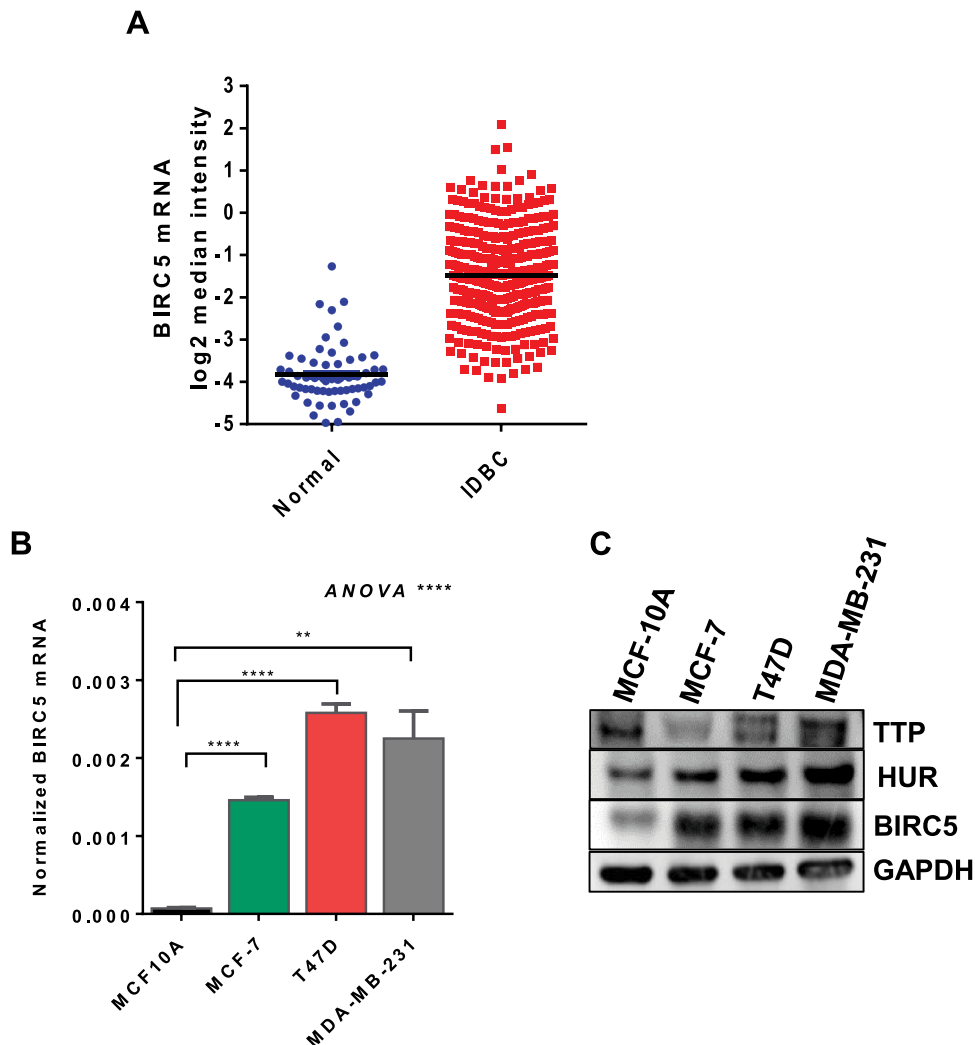 A
BIRC5 mRNA
log2 median intensity
3
2
1
0
-1
-2
-3
-4
-5
Normal
IDBC
B
ANOVA ****
Normalized BIRC5 mRNA
0.004
0.003
0.002
0.001
0.000
**
****
****
MCF10A
MCF-7
T47D
MDA-MB-231
C
MCF-10A
MCF-7
T47D
MDA-MB-231
TTP
HUR
BIRC5
GAPDH